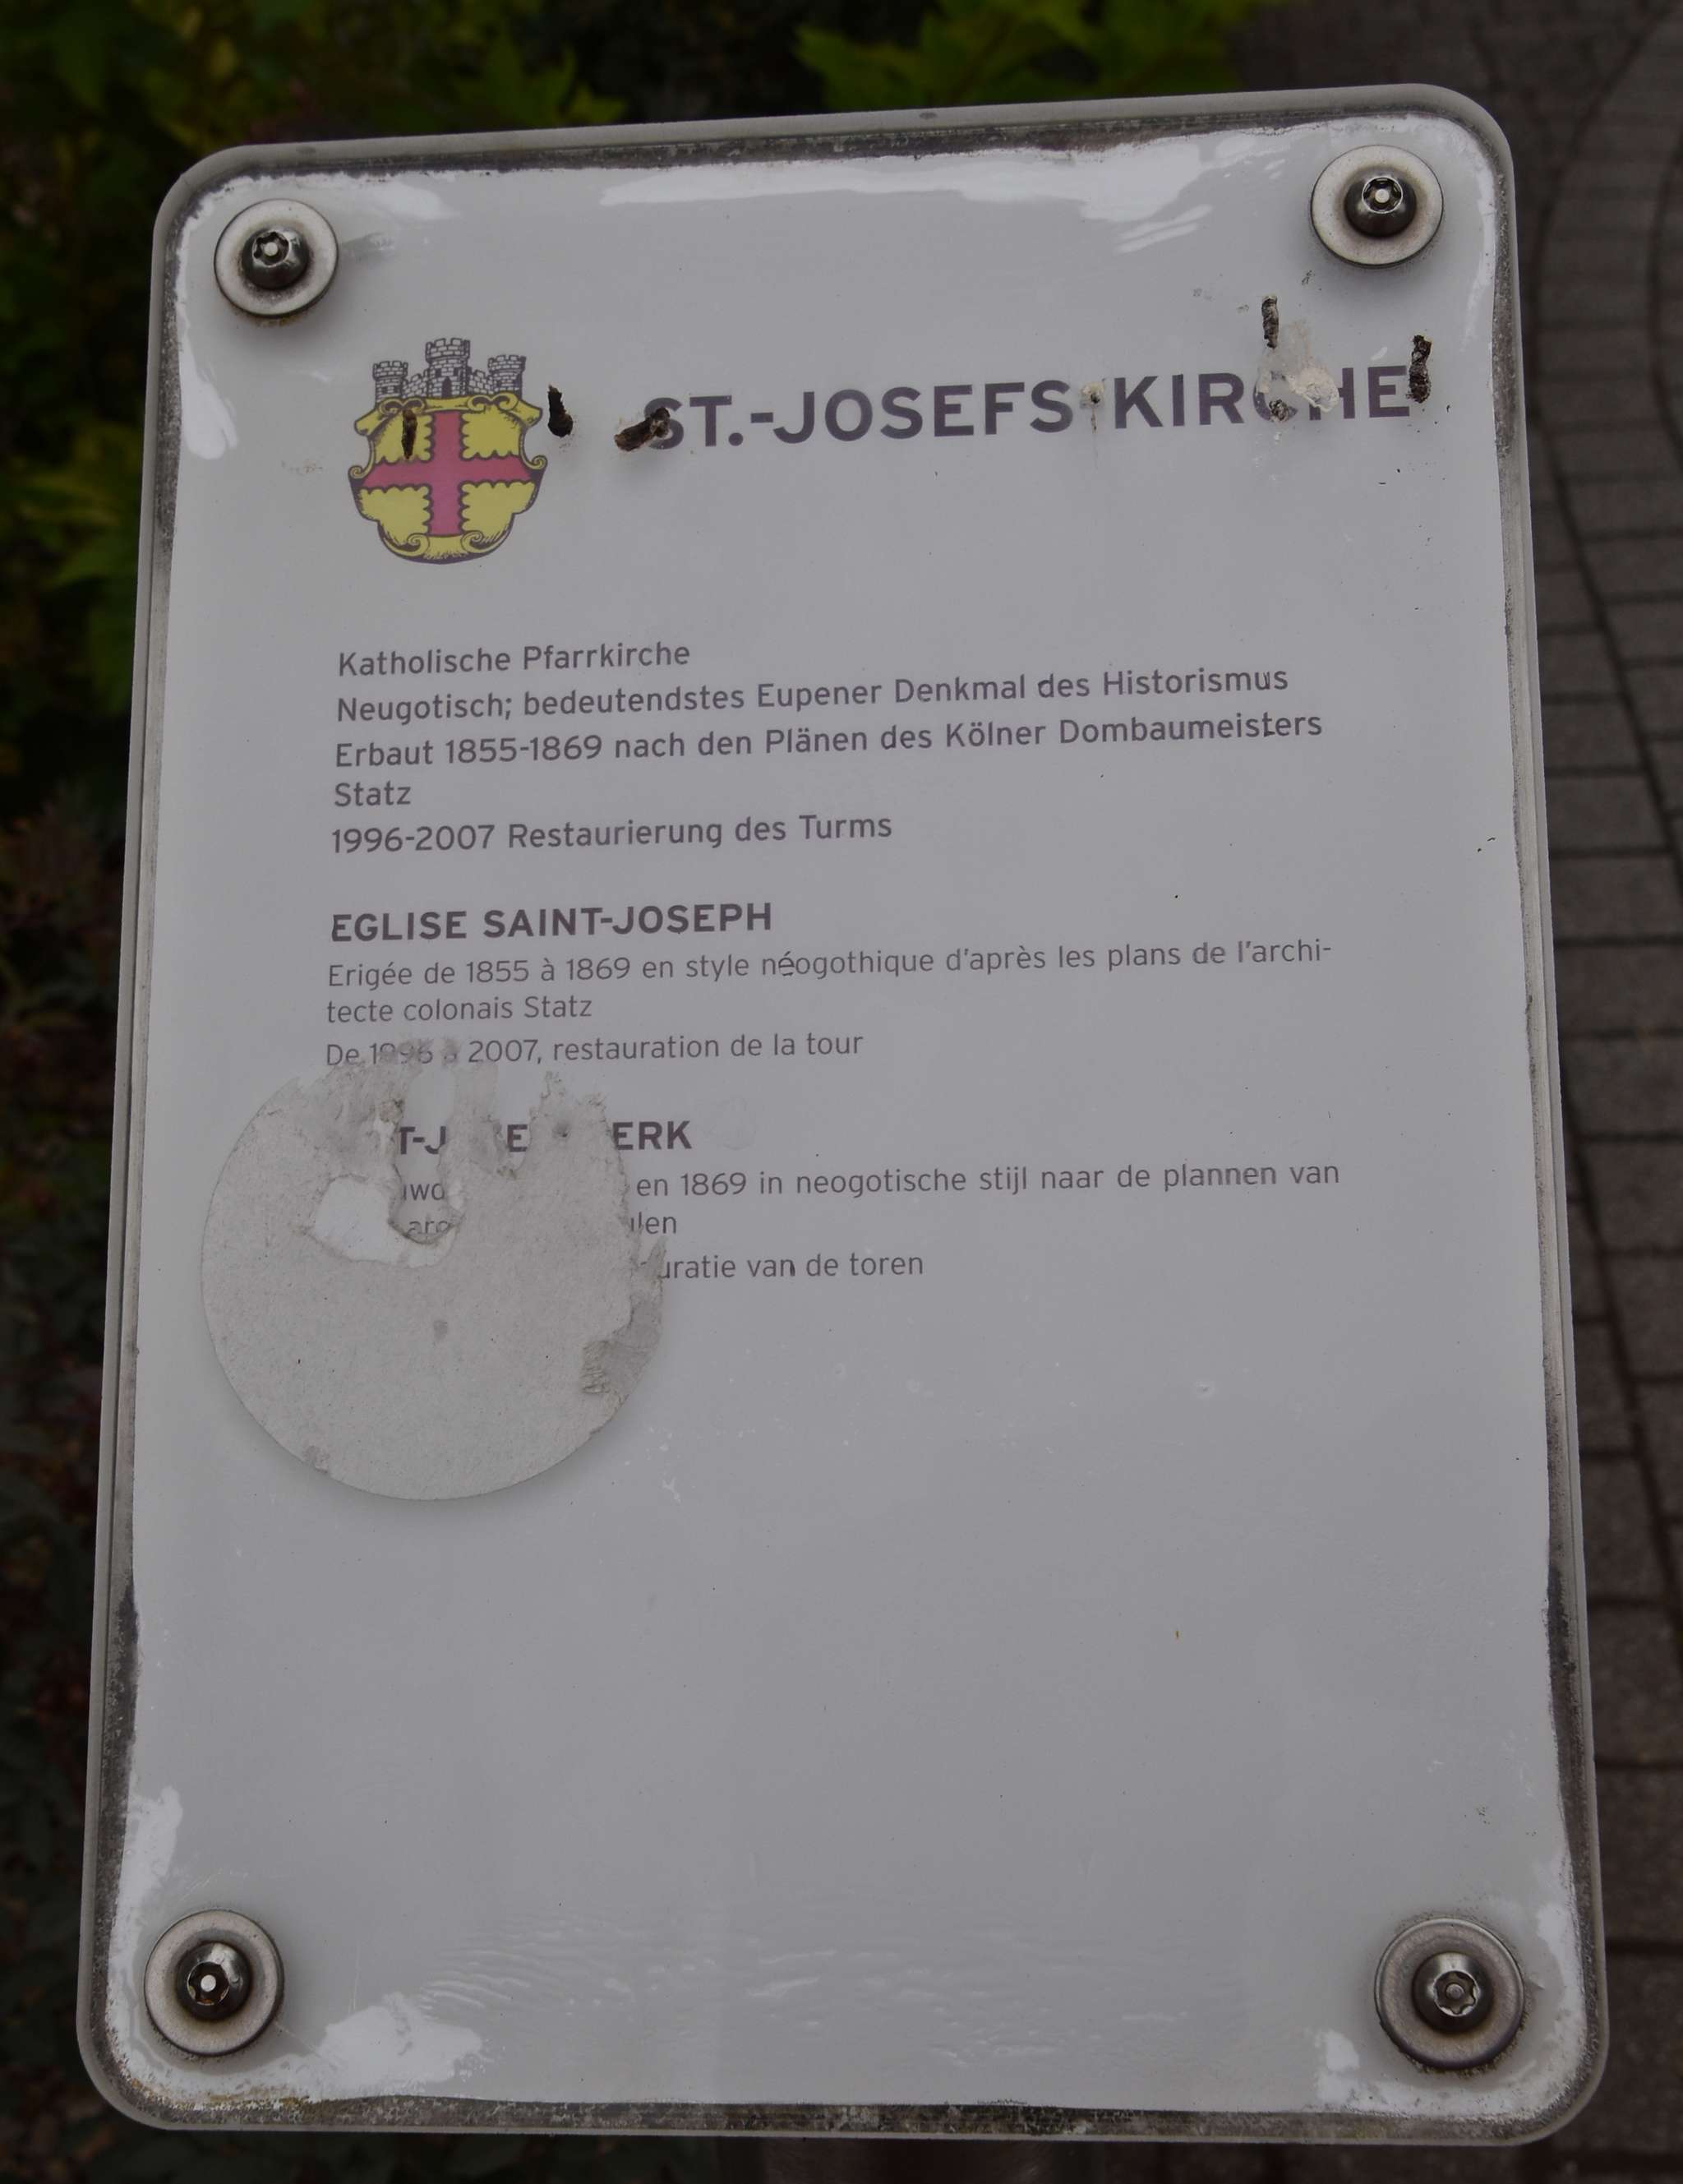 ST.-JOSEFS KIRCHE
Katholische Pfarrkirche
Neugotisch; bedeutendstes Eupener Denkmal des Historismus
Erbaut 1855-1869 nach den Plänen des Kölner Dombaumeisters
Statz
1996-2007 Restaurierung des Turms
EGLISE SAINT-JOSEPH
Erigée de 1855 à 1869 en style néogothique d'après les plans de l'archi-
tecte colonais Statz
De 1996 à 2007, restauration de la tour
en 1869 in neogotische stijl naar de plannen van
van de toren